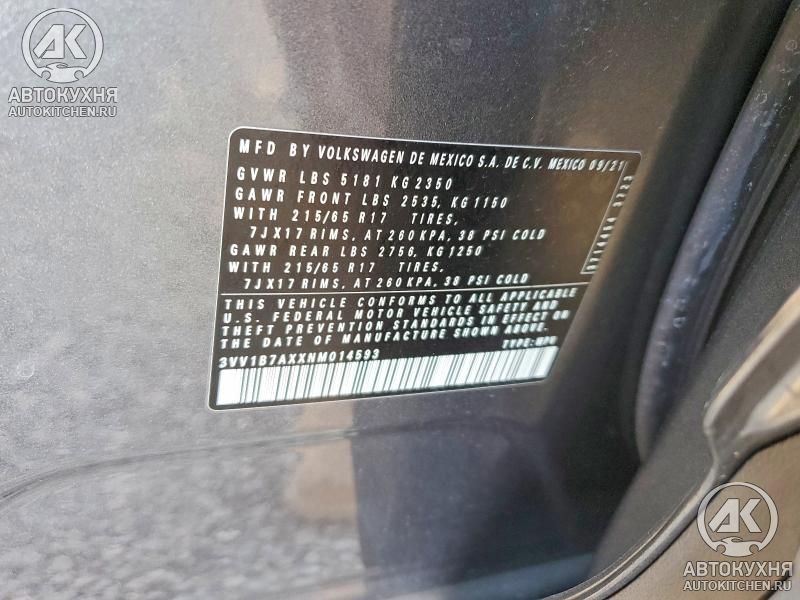 АК
АВТОКУХНЯ
AUTOKITCHEN.RU
MFD BY VOLKSWAGEN DE MEXICO S.A. DE C.V. MEXICO 09/21
GVWR LBS 5181 KG 2350
GAWR FRONT LBS 2535, KG 1150
WITH 215/65 R17 TIRES,
7JX17 RIMS, AT 260 KPA, 38 PSI COLD
GAWR REAR LBS 2756, KG 1250
WITH 215/65 R17 TIRES,
7JX17 RIMS, AT 260 KPA, 38 PSI COLD
THIS VEHICLE CONFORMS TO ALL APPLICABLE
U.S. FEDERAL MOTOR VEHICLE SAFETY AND
THEFT PREVENTION STANDARDS IN EFFECT ON
THE DATE OF MANUFACTURE SHOWN ABOVE.
3VV1B7AXXNM014593 TYPE:MPV
АК
АВТОКУХНЯ
AUTOKITCHEN.RU